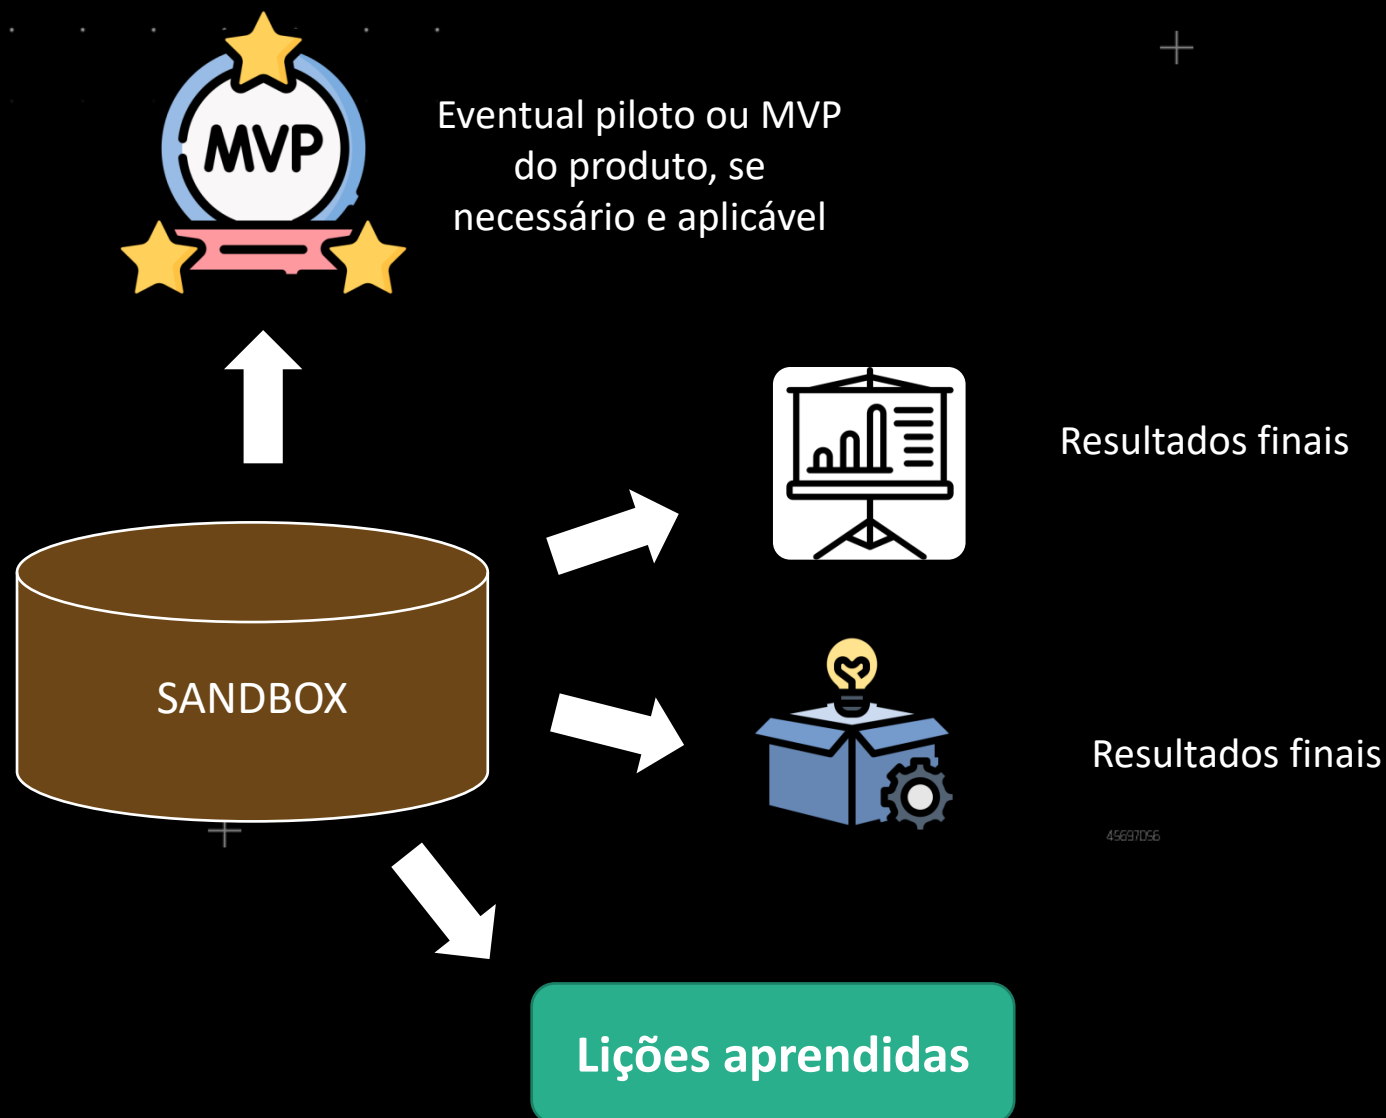 MVP
Eventual piloto ou MVP
do produto, se
necessário e aplicável
Resultados finais
SANDBOX
Resultados finais
45697056
Lições aprendidas